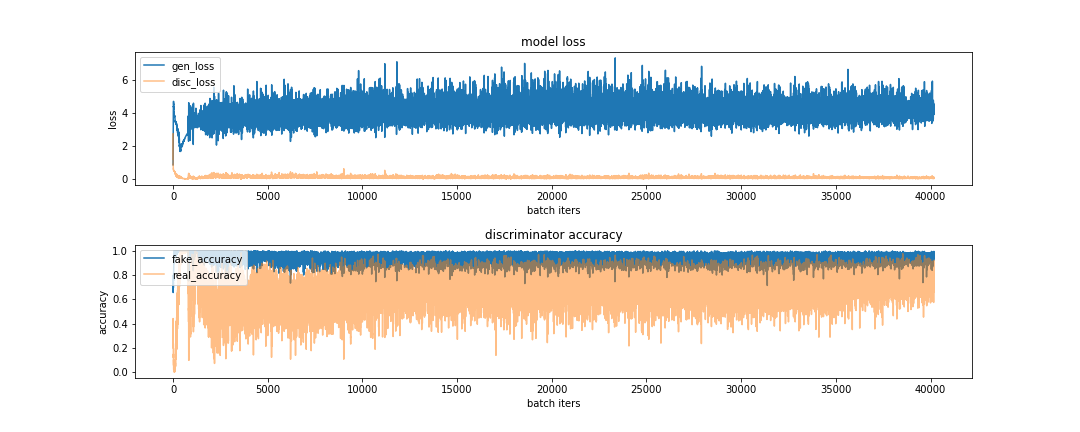 model loss
gen_loss
disc_loss
loss
6
4
2
0
0 5000 10000 15000 20000 25000 30000 35000 40000
batch iters
discriminator accuracy
fake_accuracy
real_accuracy
accuracy
1.0
0.8
0.6
0.4
0.2
0.0
0 5000 10000 15000 20000 25000 30000 35000 40000
batch iters